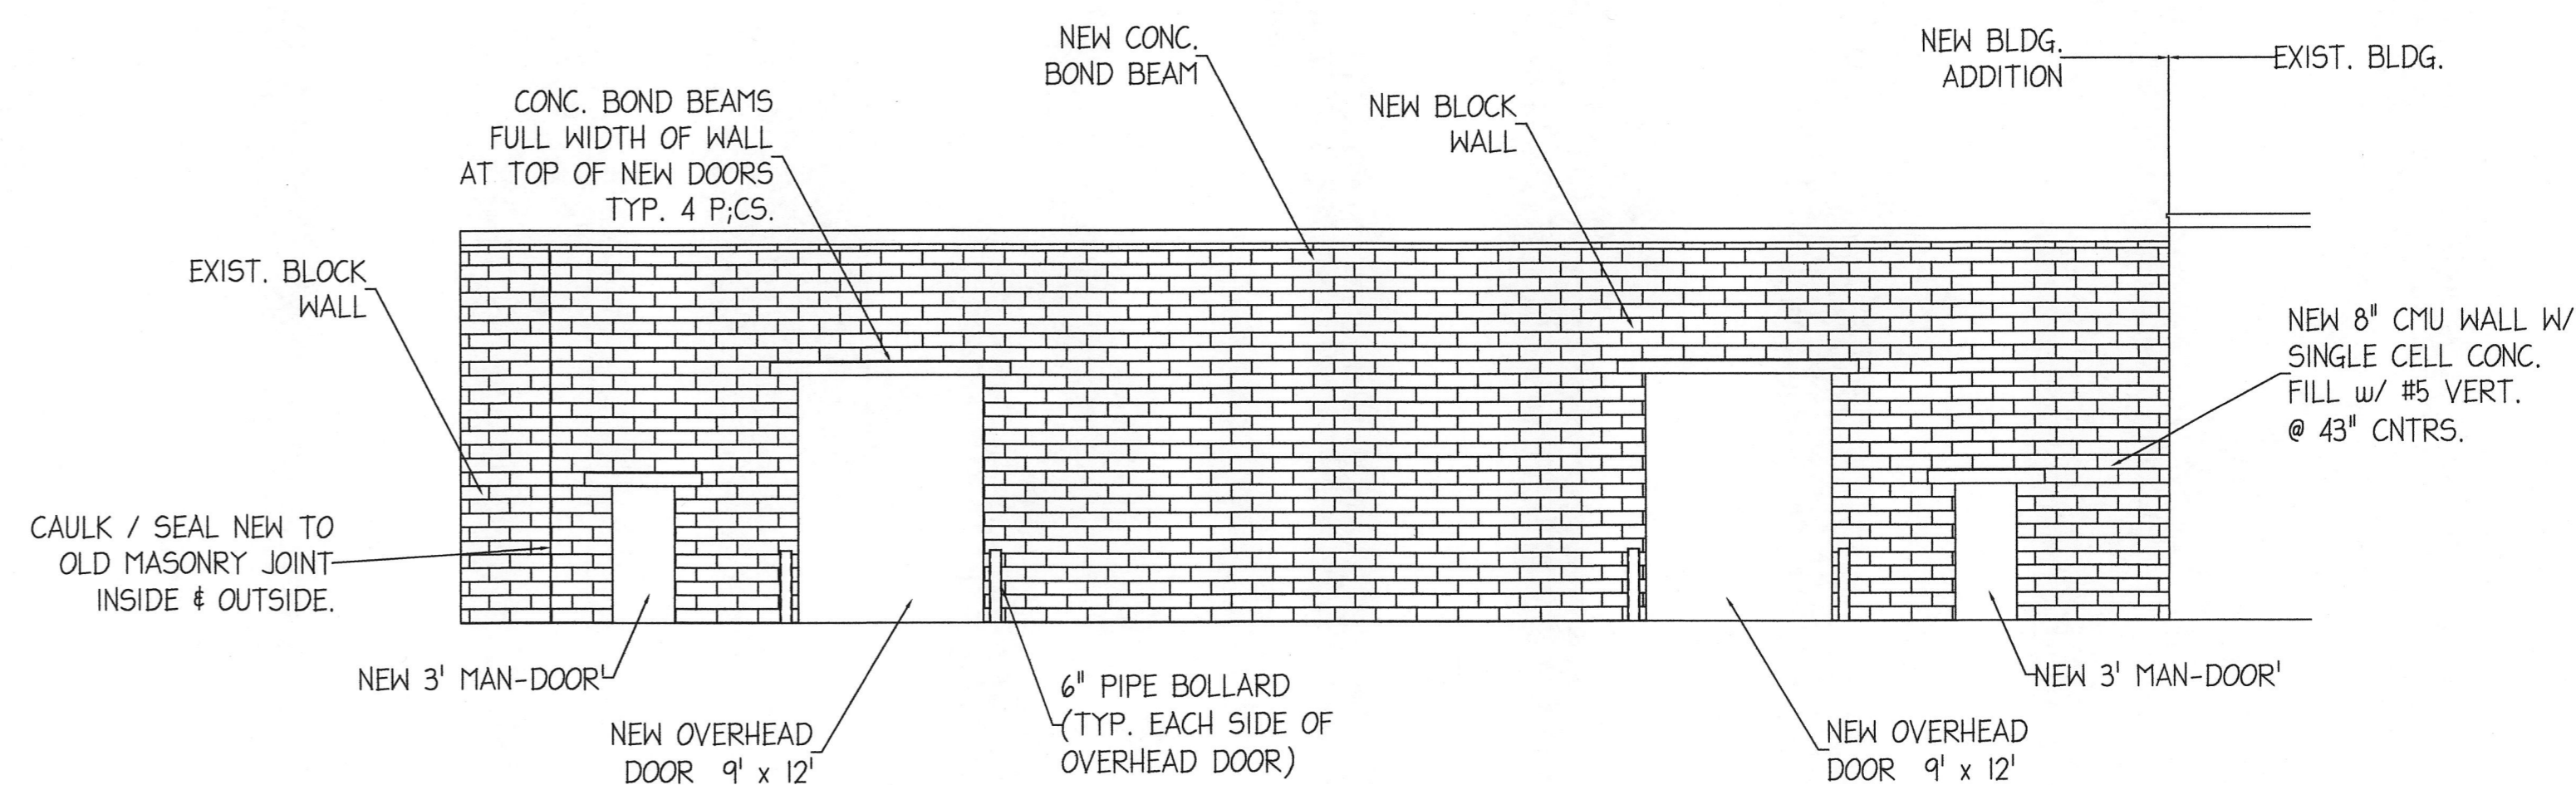 NEW CONC.
BOND BEAM
NEW BLDG.
ADDITION
EXIST. BLDG.
CONC. BOND BEAMS
FULL WIDTH OF WALL
AT TOP OF NEW DOORS
TYP. 4 P;CS.
NEW BLOCK
WALL
EXIST. BLOCK
WALL
NEW 8" CMU WALL W/
SINGLE CELL CONC.
FILL w/ #5 VERT.
@ 43" CNTRS.
CAULK / SEAL NEW TO
OLD MASONRY JOINT
INSIDE & OUTSIDE.
NEW 3' MAN-DOOR'
NEW OVERHEAD
DOOR 9' x 12'
6" PIPE BOLLARD
(TYP. EACH SIDE OF
OVERHEAD DOOR)
NEW OVERHEAD
DOOR 9' x 12'
NEW 3' MAN-DOOR'